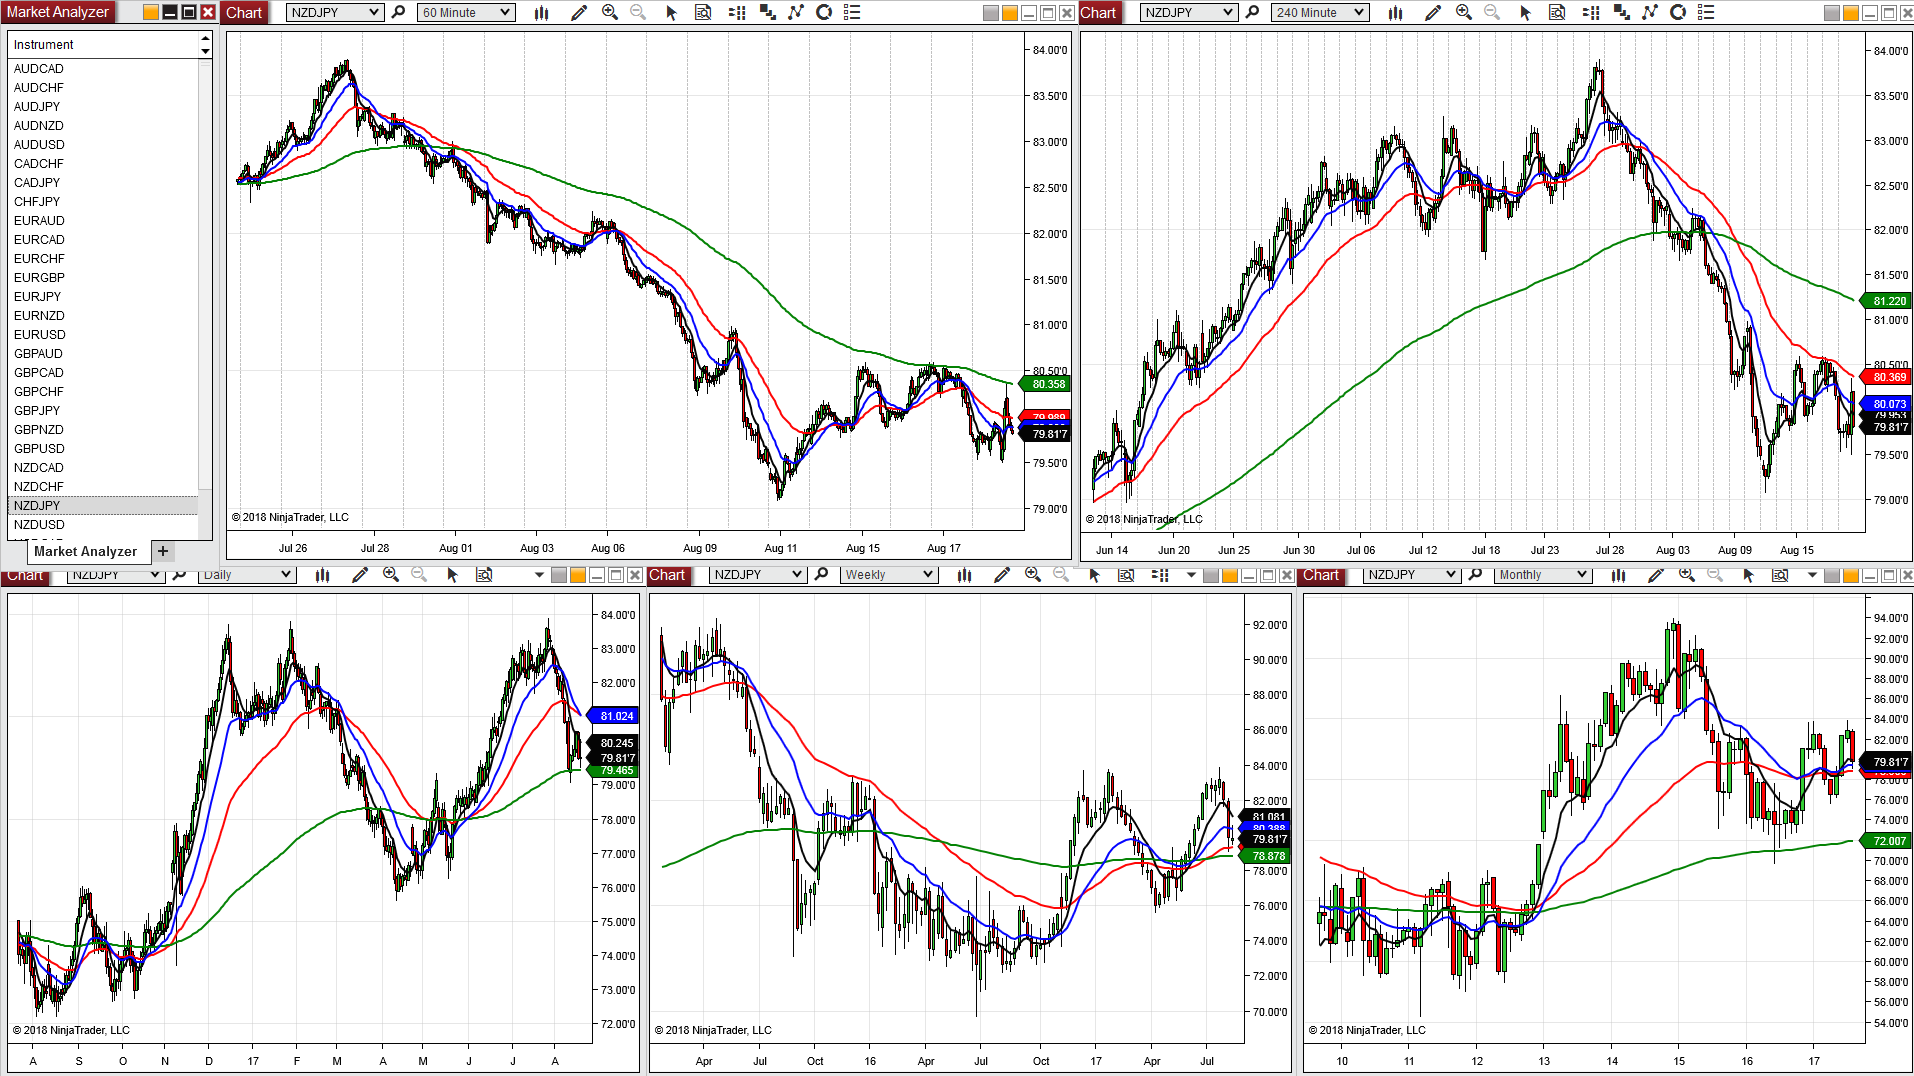 Market Analyzer
Instrument
AUDCAD
AUDCHF
AUDJPY
AUDNZD
AUDUSD
CADCHF
CADJPY
CHFJPY
EURAUD
EURCAD
EURCHF
EURGBP
EURJPY
EURNZD
EURUSD
GBPAUD
GBPCAD
GBPCHF
GBPJPY
GBPNZD
GBPUSD
NZDCAD
NZDCHF
NZDJPY
NZDUSD
Market Analyzer +
Chart NZDJPY 60 Minute
84.00'0
83.50'0
83.00'0
82.50'0
82.00'0
81.50'0
81.00'0
80.50'0
80.358
79.989
79.81'7
79.50'0
79.00'0
© 2018 NinjaTrader, LLC
Jul 26 Jul 28 Aug 01 Aug 03 Aug 06 Aug 09 Aug 11 Aug 15 Aug 17
Chart NZDJPY 240 Minute
84.00'0
83.50'0
83.00'0
82.50'0
82.00'0
81.50'0
81.220
81.00'0
80.50'0
80.369
80.073
79.953
79.81'7
79.50'0
79.00'0
© 2018 NinjaTrader, LLC
Jun 14 Jun 20 Jun 25 Jun 30 Jul 06 Jul 12 Jul 18 Jul 23 Jul 28 Aug 03 Aug 09 Aug 15
Chart NZDJPY Daily
84.00'0
83.00'0
82.00'0
81.024
80.245
79.81'7
79.465
79.00'0
78.00'0
77.00'0
76.00'0
75.00'0
74.00'0
73.00'0
72.00'0
© 2018 NinjaTrader, LLC
A S O N D 17 F M A M J J A
Chart NZDJPY Weekly
92.00'0
90.00'0
88.00'0
86.00'0
84.00'0
82.00'0
81.081
80.388
79.81'7
78.878
78.00'0
76.00'0
74.00'0
72.00'0
70.00'0
© 2018 NinjaTrader, LLC
Apr Jul Oct 16 Apr Jul Oct 17 Apr Jul
Chart NZDJPY Monthly
94.00'0
92.00'0
90.00'0
88.00'0
86.00'0
84.00'0
82.00'0
79.81'7
78.00'0
76.00'0
74.00'0
72.007
70.00'0
68.00'0
66.00'0
64.00'0
62.00'0
60.00'0
58.00'0
56.00'0
54.00'0
© 2018 NinjaTrader, LLC
10 11 12 13 14 15 16 17